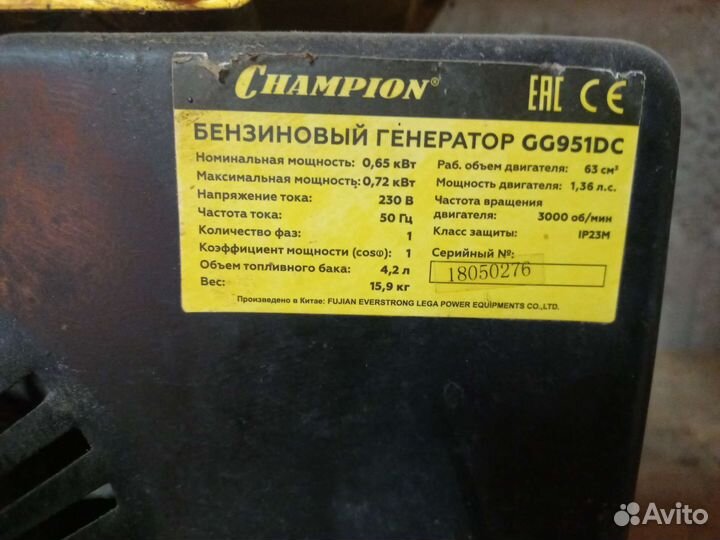 CHAMPION®
EAC CE
БЕНЗИНОВЫЙ ГЕНЕРАТОР GG951DC
Номинальная мощность: 0,65 кВт
Максимальная мощность: 0,72 кВт
Напряжение тока: 230 В
Частота тока: 50 Гц
Количество фаз: 1
Коэффициент мощности (cosφ): 1
Объем топливного бака: 4,2 л
Вес: 15,9 кг
Раб. объем двигателя: 63 см³
Мощность двигателя: 1,36 л.с.
Частота вращения
двигателя: 3000 об/мин
Класс защиты: IP23M
Серийный №:
18050276
Произведено в Китае: FUJIAN EVERSTRONG LEGA POWER EQUIPMENTS CO.,LTD.
Avito